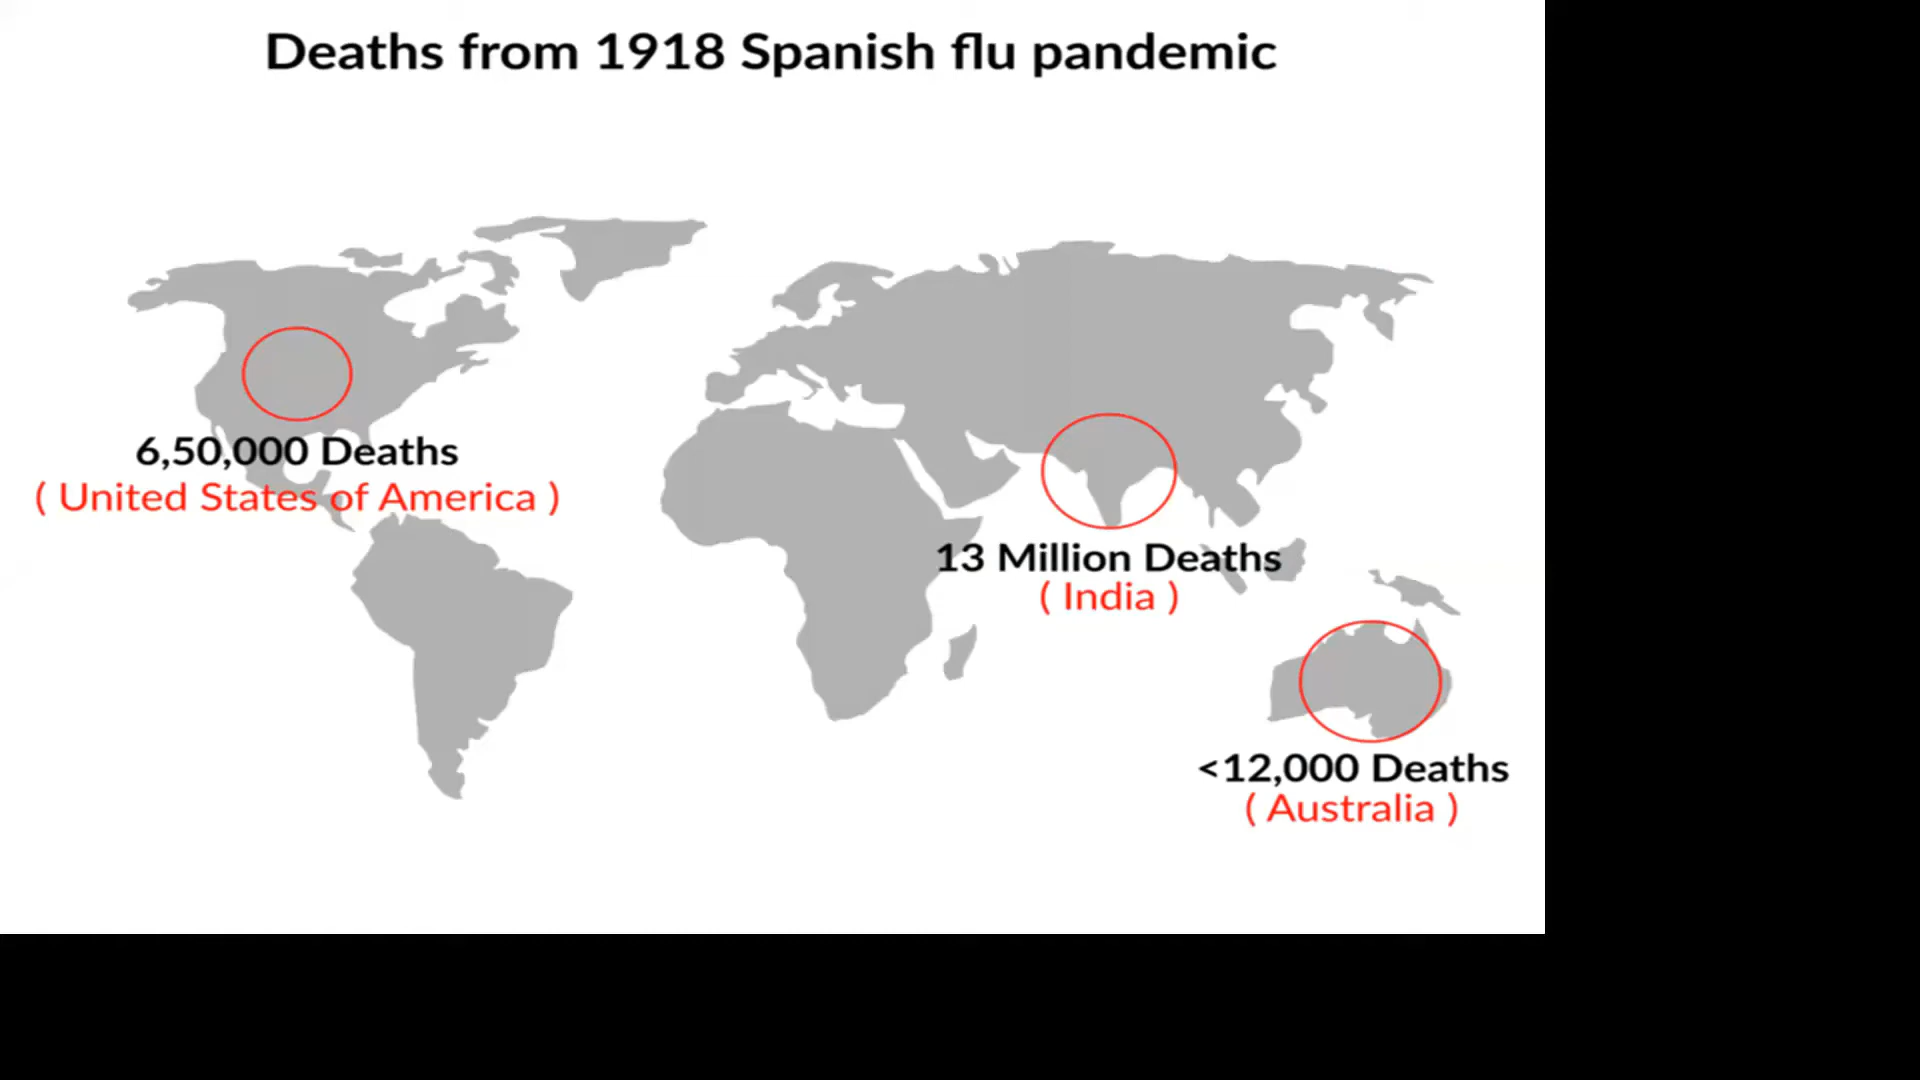 Deaths from 1918 Spanish flu pandemic
6,50,000 Deaths
( United States of America )
13 Million Deaths
( India )
<12,000 Deaths
( Australia )